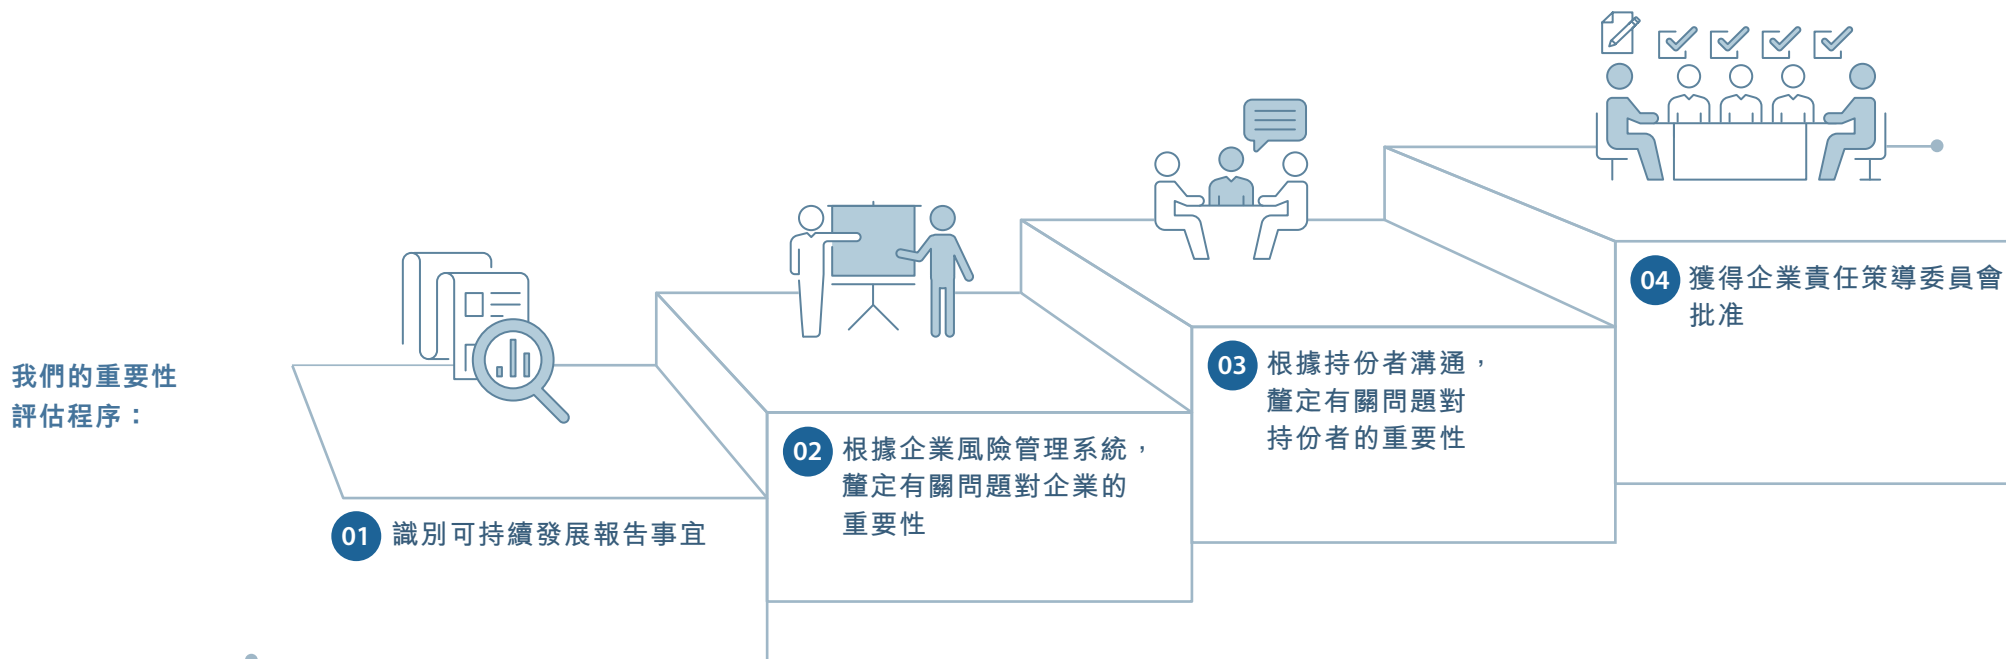 我們的重要性
評估程序：
01 識別可持續發展報告事宜
02 根據企業風險管理系統，
釐定有關問題對企業的
重要性
03 根據持份者溝通，
釐定有關問題對
持份者的重要性
04 獲得企業責任策導委員會
批准